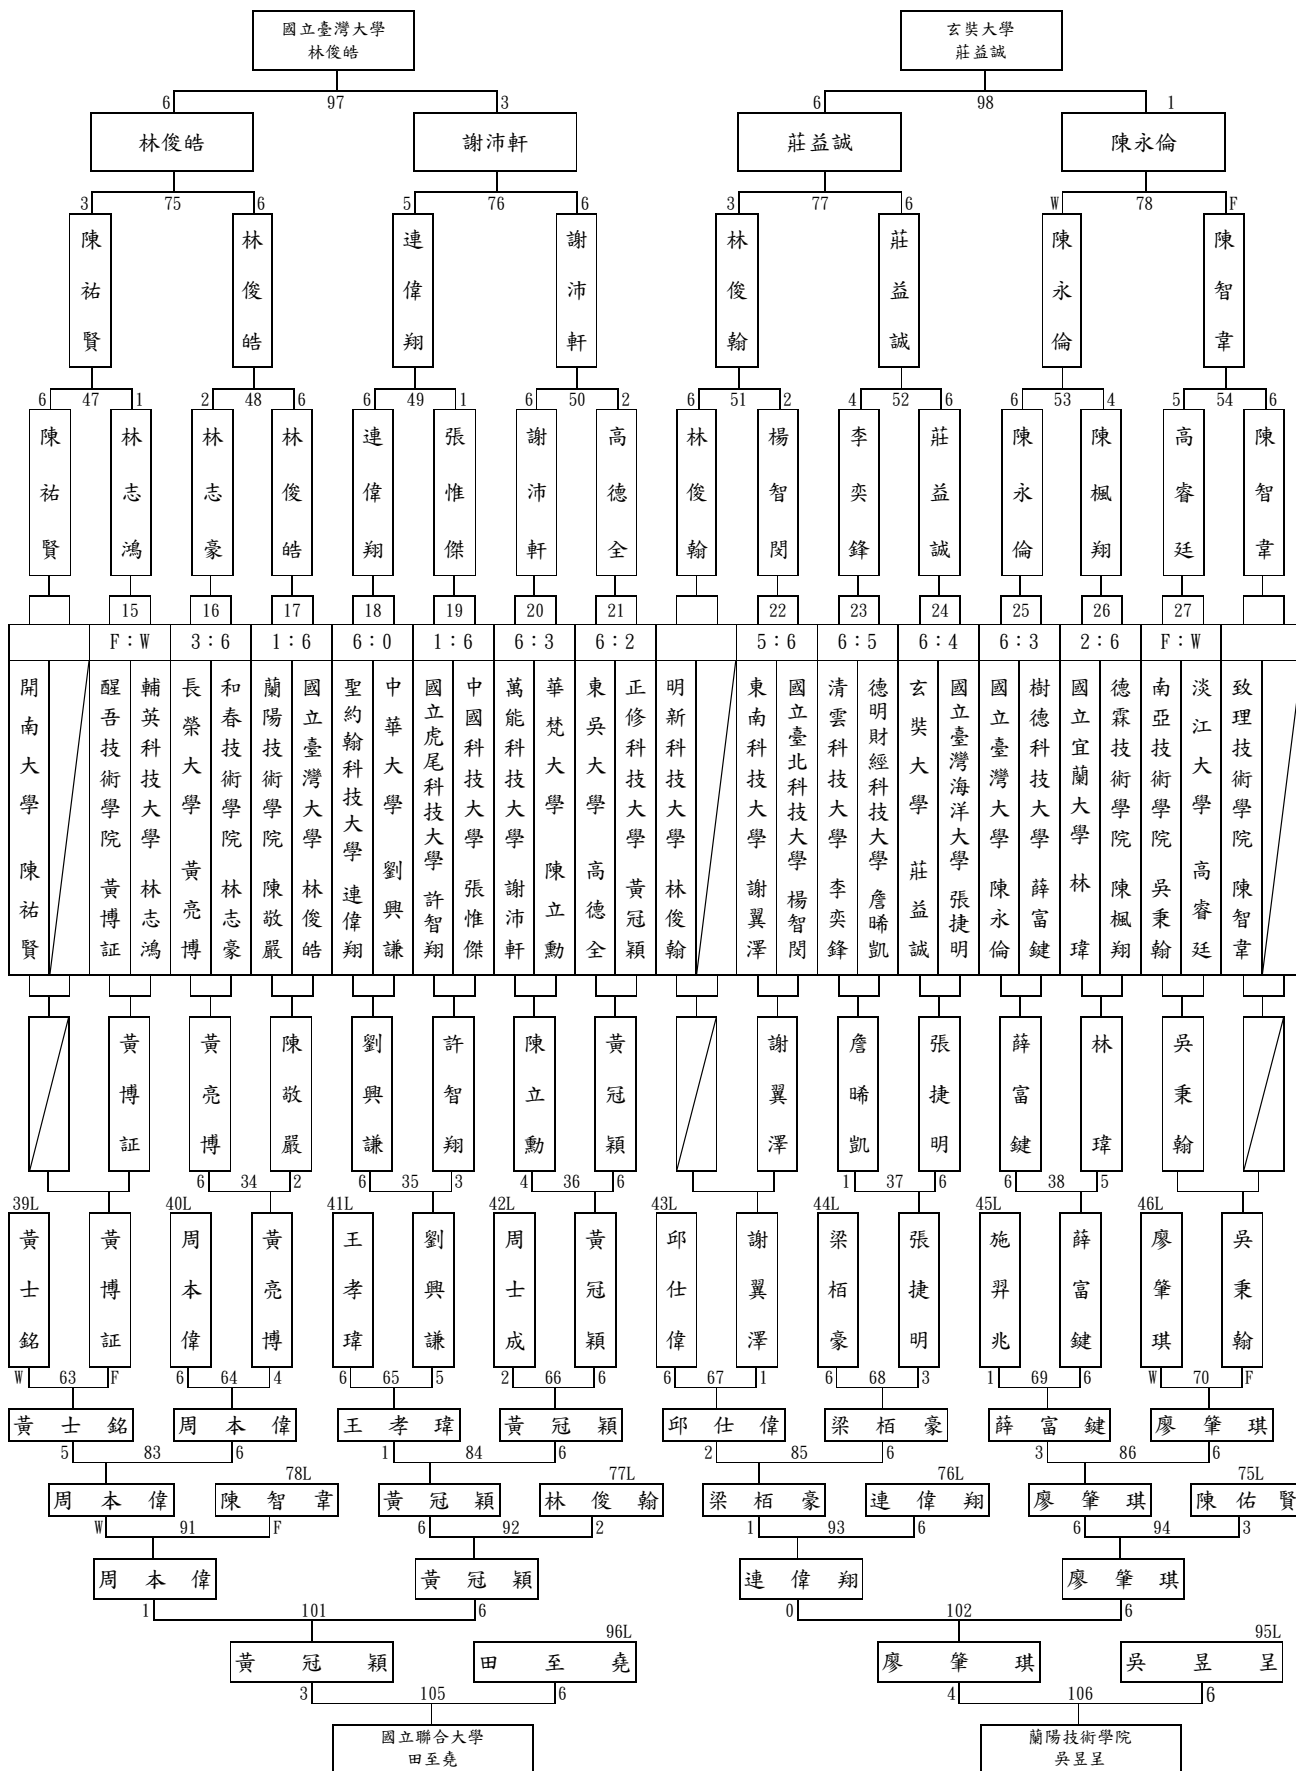 國立臺灣大學 玄奘大學
林俊皓 莊益誠
6 97 3 6 98 1
林俊皓 謝沛軒 莊益誠 陳永倫
3 75 6 5 76 6 3 77 6 W 78 F
陳祐賢 林俊皓 連偉翔 謝沛軒 林俊翰 莊益誠 陳永倫 陳智韋
6 47 1 2 48 6 6 49 1 6 50 2 6 51 2 4 52 6 6 53 4 5 54 6
陳祐賢 林志鴻 林志豪 林俊皓 連偉翔 張惟傑 謝沛軒 高德全 林俊翰 楊智閔 李奕鋒 莊益誠 陳永倫 陳楓翔 高睿廷 陳智韋
15 16 17 18 19 20 21 22 23 24 25 26 27
F:W 3:6 1:6 6:0 1:6 6:3 6:2 5:6 6:5 6:4 6:3 2:6 F:W
開南大學 陳祐賢
醒吾技術學院 黃博証
輔英科技大學 林志鴻
長榮大學 黃亮博
和春技術學院 林志豪
蘭陽技術學院 陳敬嚴
國立臺灣大學 林俊皓
聖約翰科技大學 連偉翔
中華大學 劉興謙
國立虎尾科技大學 許智翔
中國科技大學 張惟傑
萬能科技大學 謝沛軒
華梵大學 陳立勳
東吳大學 高德全
正修科技大學 黃冠穎
明新科技大學 林俊翰
東南科技大學 謝翼澤
國立臺北科技大學 楊智閔
清雲科技大學 李奕鋒
德明財經科技大學 詹晞凱
玄奘大學 莊益誠
國立臺灣海洋大學 張捷明
國立臺灣大學 陳永倫
樹德科技大學 薛富鍵
國立宜蘭大學 林瑋
德霖技術學院 陳楓翔
南亞技術學院 吳秉翰
淡江大學 高睿廷
致理技術學院 陳智韋
黃博証 黃亮博 陳敬嚴 劉興謙 許智翔 陳立勳 黃冠穎 謝翼澤 詹晞凱 張捷明 薛富鍵 林瑋 吳秉翰
6 34 2 6 35 3 4 36 6 1 37 6 6 38 5
39L 40L 41L 42L 43L 44L 45L 46L
黃士銘 黃博証 周本偉 黃亮博 王孝瑋 劉興謙 周士成 黃冠穎 邱仕偉 謝翼澤 梁栢豪 張捷明 施羿兆 薛富鍵 廖肇琪 吳秉翰
W 63 F 6 64 4 6 65 5 2 66 6 6 67 1 6 68 3 1 69 6 W 70 F
黃士銘 周本偉 王孝瑋 黃冠穎 邱仕偉 梁栢豪 薛富鍵 廖肇琪
5 83 6 1 84 6 2 85 6 3 86 6
78L 77L 76L 75L
周本偉 陳智韋 黃冠穎 林俊翰 梁栢豪 連偉翔 廖肇琪 陳佑賢
W 91 F 6 92 2 1 93 6 6 94 3
周本偉 黃冠穎 連偉翔 廖肇琪
1 101 6 0 102 6
96L 95L
黃冠穎 田至堯 廖肇琪 吳昱呈
3 105 6 4 106 6
國立聯合大學 蘭陽技術學院
田至堯 吳昱呈